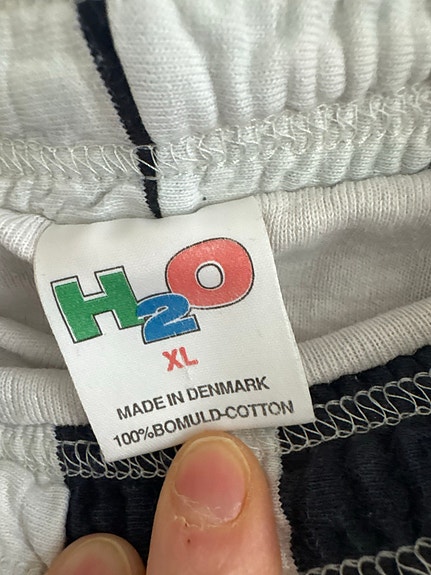 H2O
XL
MADE IN DENMARK
100%BOMULD-COTTON